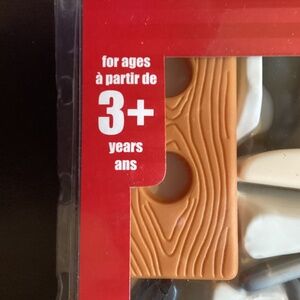 for ages
à partir de
3+
years
ans